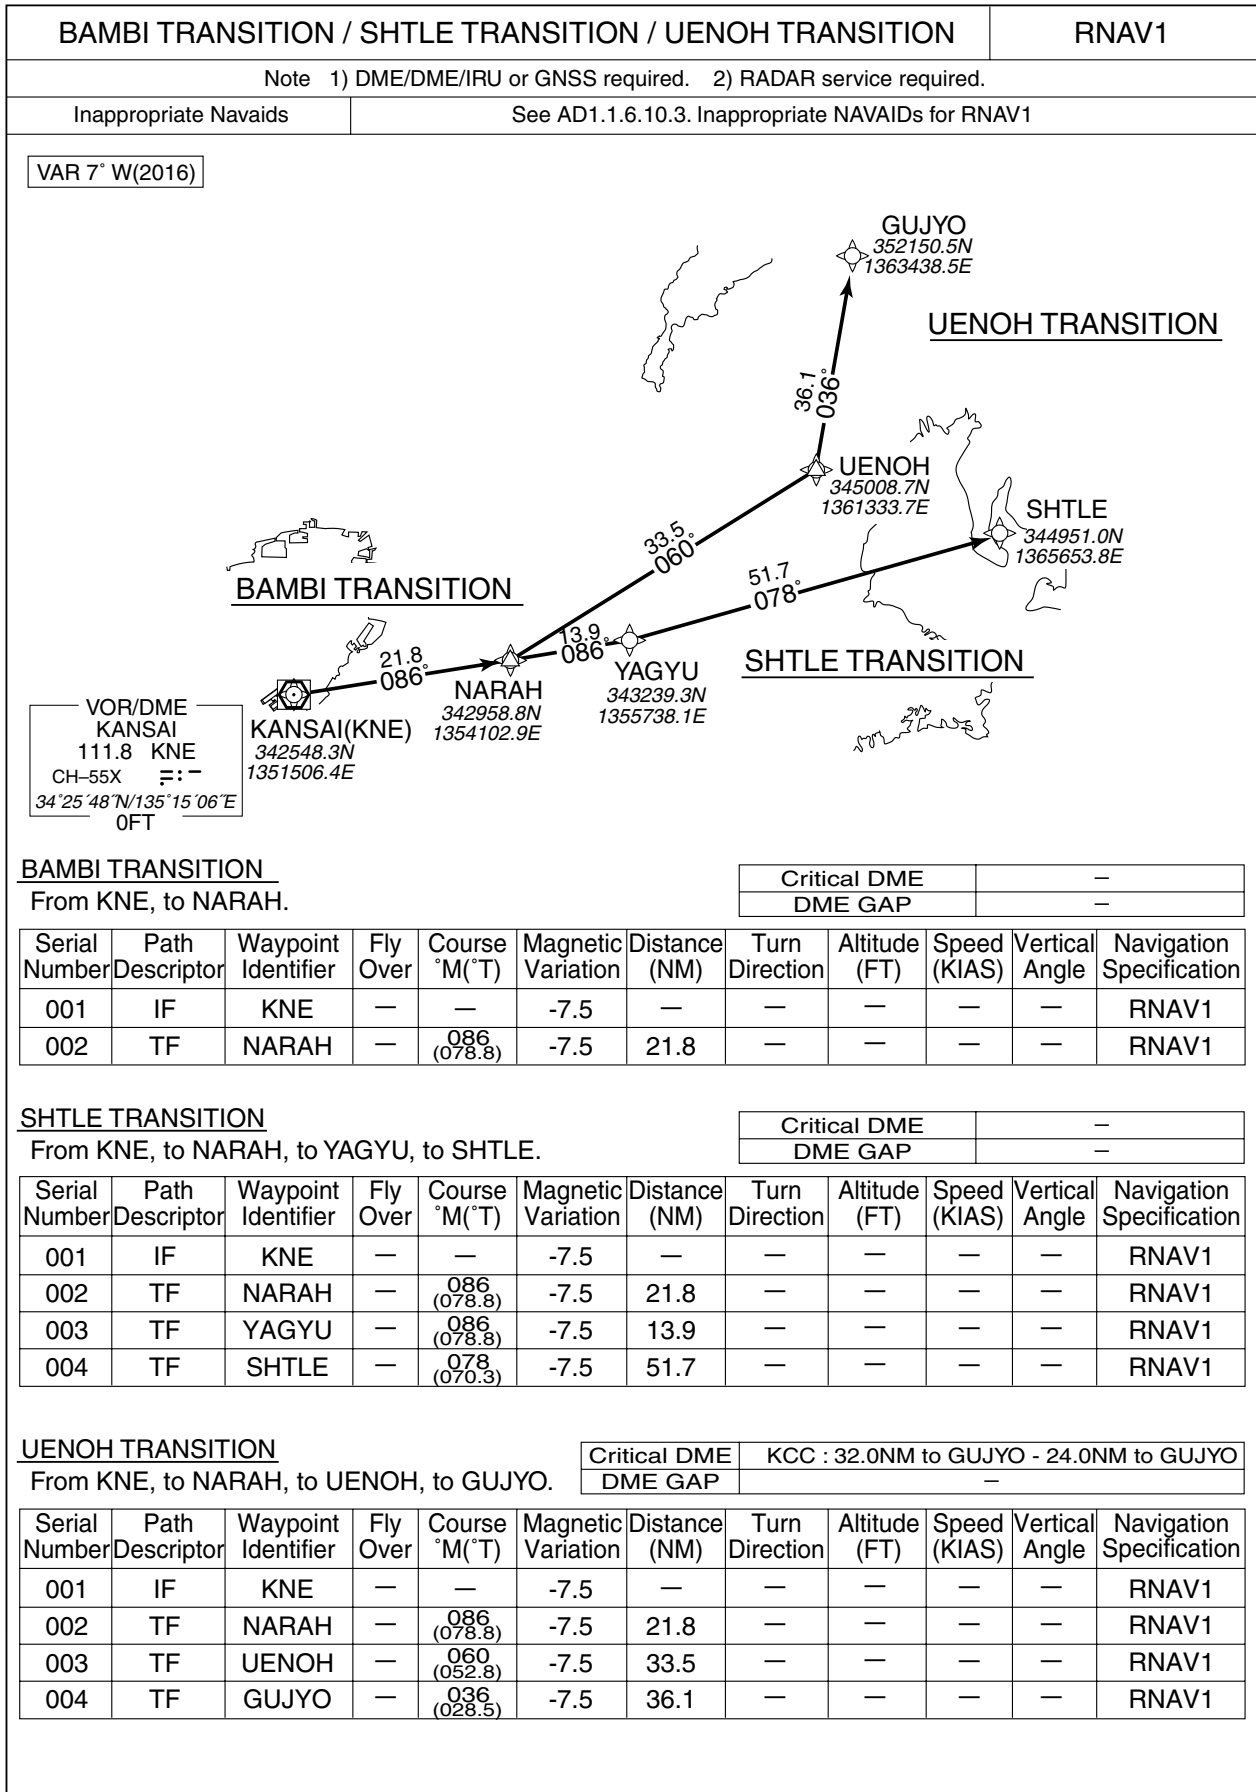 BAMBI TRANSITION / SHTLE TRANSITION / UENOH TRANSITION RNAV1
Note 1) DME/DME/IRU or GNSS required. 2) RADAR service required.
Inappropriate Navaids See AD1.1.6.10.3. Inappropriate NAVAIDs for RNAV1
VAR 7˚ W(2016)
GUJYO
352150.5N
1363438.5E
UENOH TRANSITION
36.1
036˚
UENOH
345008.7N
1361333.7E
SHTLE
344951.0N
1365653.8E
33.5
060˚
51.7
078˚
BAMBI TRANSITION
13.9
086˚
21.8
086˚
YAGYU
343239.3N
1355738.1E
SHTLE TRANSITION
NARAH
342958.8N
1354102.9E
KANSAI(KNE)
342548.3N
1351506.4E
VOR/DME
KANSAI
111.8 KNE
CH–55X
34˚25´48˝N/135˚15´06˝E
0FT
BAMBI TRANSITION
From KNE, to NARAH.
Critical DME –
DME GAP –
Serial Number Path Descriptor Waypoint Identifier Fly Over Course ˚M(˚T) Magnetic Variation Distance (NM) Turn Direction Altitude (FT) Speed (KIAS) Vertical Angle Navigation Specification
001 IF KNE — — -7.5 — — — — — RNAV1
002 TF NARAH — 086 (078.8) -7.5 21.8 — — — — RNAV1
SHTLE TRANSITION
From KNE, to NARAH, to YAGYU, to SHTLE.
Critical DME –
DME GAP –
Serial Number Path Descriptor Waypoint Identifier Fly Over Course ˚M(˚T) Magnetic Variation Distance (NM) Turn Direction Altitude (FT) Speed (KIAS) Vertical Angle Navigation Specification
001 IF KNE — — -7.5 — — — — — RNAV1
002 TF NARAH — 086 (078.8) -7.5 21.8 — — — — RNAV1
003 TF YAGYU — 086 (078.8) -7.5 13.9 — — — — RNAV1
004 TF SHTLE — 078 (070.3) -7.5 51.7 — — — — RNAV1
UENOH TRANSITION
From KNE, to NARAH, to UENOH, to GUJYO.
Critical DME KCC : 32.0NM to GUJYO - 24.0NM to GUJYO
DME GAP –
Serial Number Path Descriptor Waypoint Identifier Fly Over Course ˚M(˚T) Magnetic Variation Distance (NM) Turn Direction Altitude (FT) Speed (KIAS) Vertical Angle Navigation Specification
001 IF KNE — — -7.5 — — — — — RNAV1
002 TF NARAH — 086 (078.8) -7.5 21.8 — — — — RNAV1
003 TF UENOH — 060 (052.8) -7.5 33.5 — — — — RNAV1
004 TF GUJYO — 036 (028.5) -7.5 36.1 — — — — RNAV1